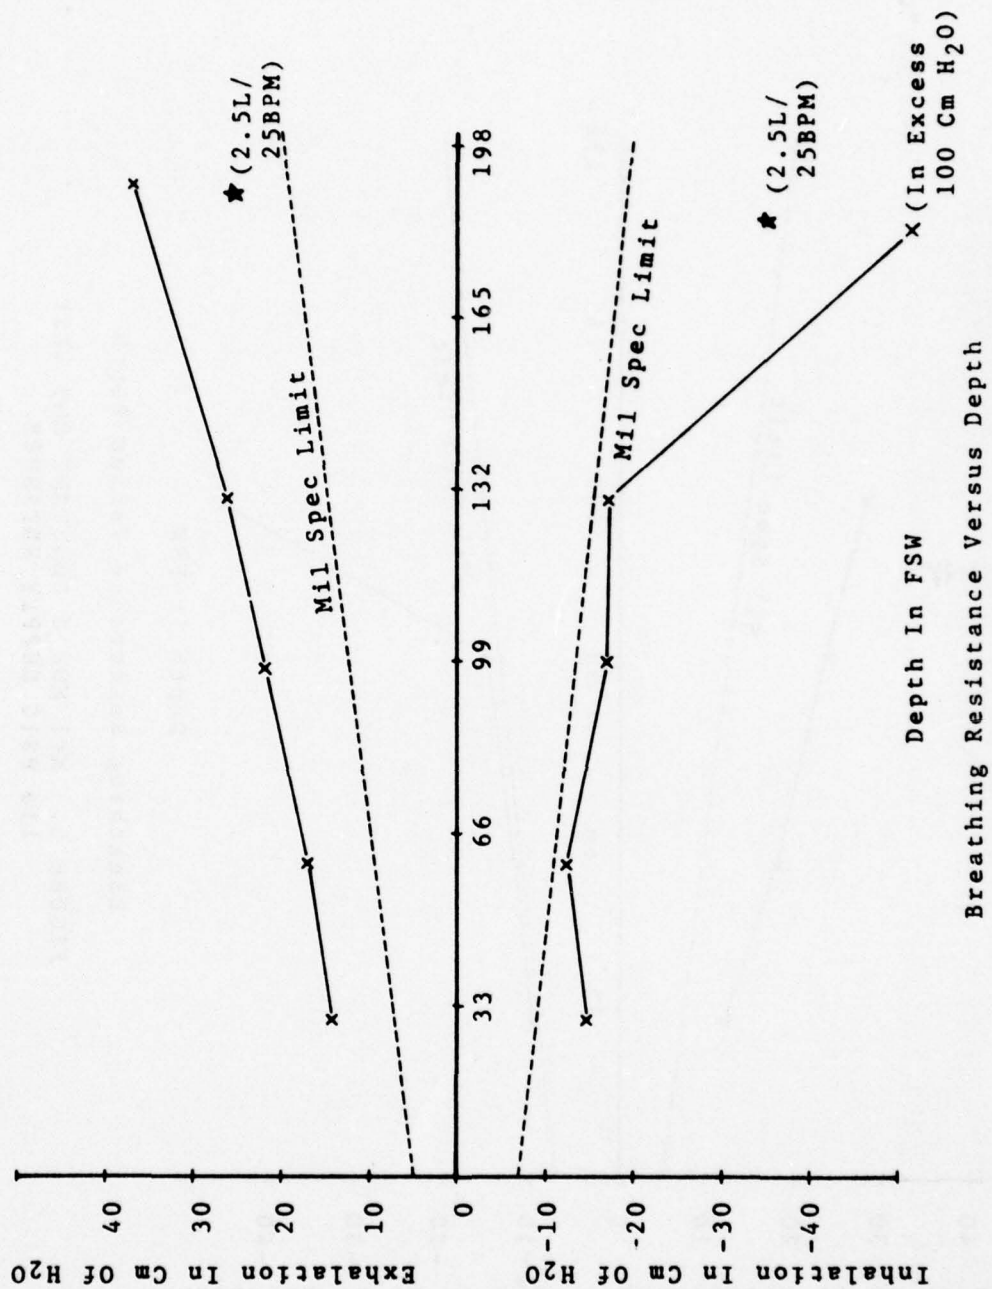 Exhalation In Cm Of H2O
Inhalation In Cm Of H2O
40
30
20
10
0
-10
-20
-30
-40
33
66
99
132
165
198
Mil Spec Limit
(2.5L/
25BPM)
Mil Spec Limit
(2.5L/
25BPM)
(In Excess
100 Cm H2O)
Depth In FSW
Breathing Resistance Versus Depth